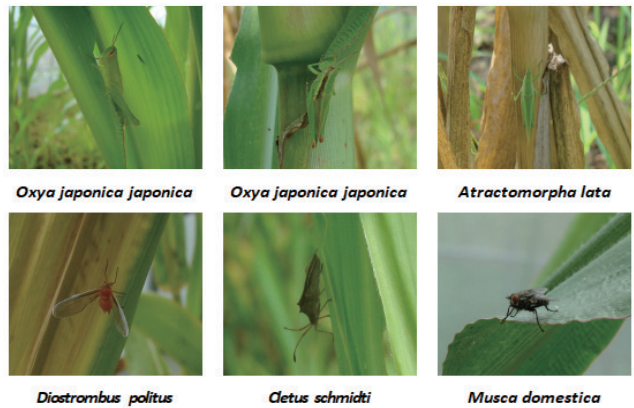 Oxya japonica japonica
Oxya japonica japonica
Atractomorpha lata
Diostrombus politus
Cletus schmidti
Musca domestica